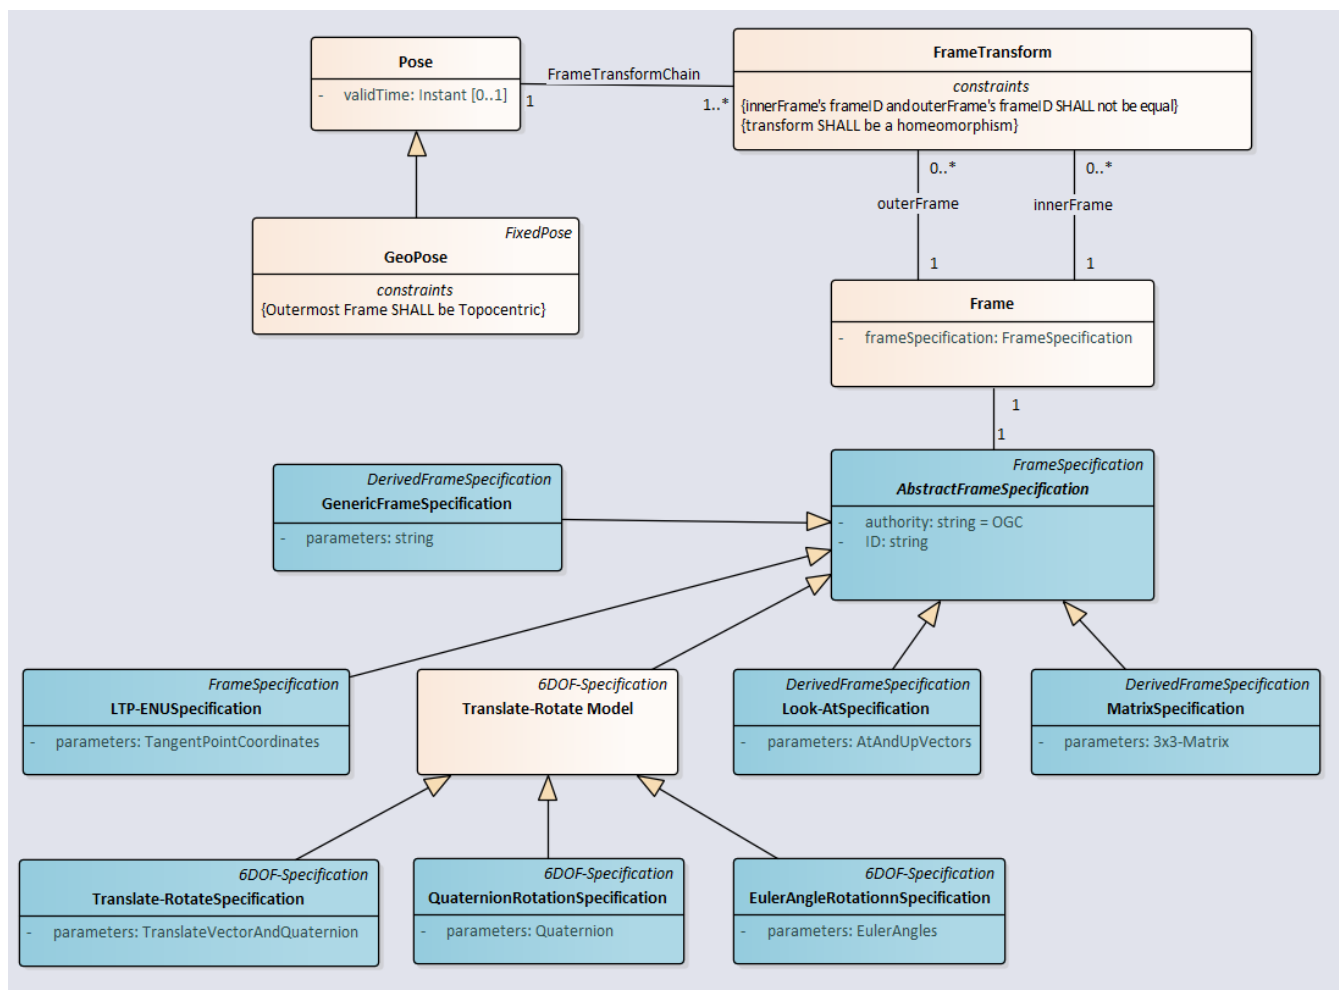 Pose
- validTime: Instant [0..1]
FrameTransformChain
1
1..*
FrameTransform
constraints
{innerFrame's frameID and outerFrame's frameID SHALL not be equal}
{transform SHALL be a homeomorphism}
0..*
0..*
outerFrame
innerFrame
1
1
FixedPose
GeoPose
constraints
{Outermost Frame SHALL be Topocentric}
Frame
- frameSpecification: FrameSpecification
1
1
DerivedFrameSpecification
GenericFrameSpecification
- parameters: string
FrameSpecification
AbstractFrameSpecification
- authority: string = OGC
- ID: string
FrameSpecification
LTP-ENUSpecification
- parameters: TangentPointCoordinates
6DOF-Specification
Translate-Rotate Model
DerivedFrameSpecification
Look-AtSpecification
- parameters: AtAndUpVectors
DerivedFrameSpecification
MatrixSpecification
- parameters: 3x3-Matrix
6DOF-Specification
Translate-RotateSpecification
- parameters: TranslateVectorAndQuaternion
6DOF-Specification
QuaternionRotationSpecification
- parameters: Quaternion
6DOF-Specification
EulerAngleRotationnSpecification
- parameters: EulerAngles